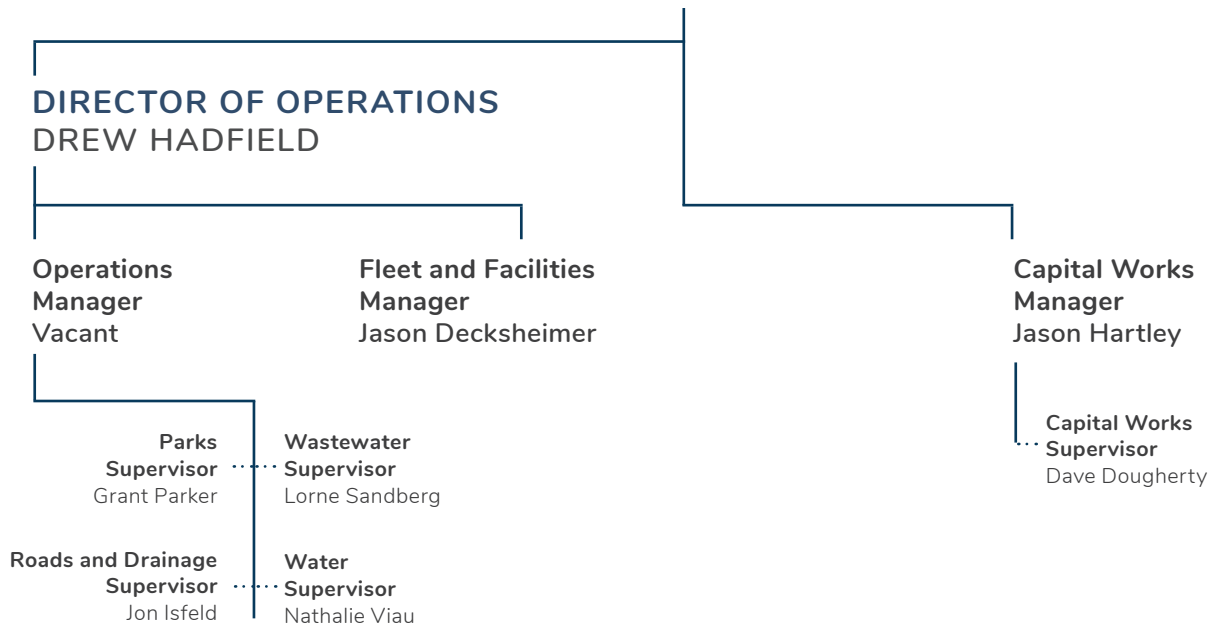 DIRECTOR OF OPERATIONS
DREW HADFIELD
Operations
Manager
Vacant
Fleet and Facilities
Manager
Jason Decksheimer
Capital Works
Manager
Jason Hartley
Parks
Supervisor
Grant Parker
Wastewater
Supervisor
Lorne Sandberg
Capital Works
Supervisor
Dave Dougherty
Roads and Drainage
Supervisor
Jon Isfeld
Water
Supervisor
Nathalie Viau